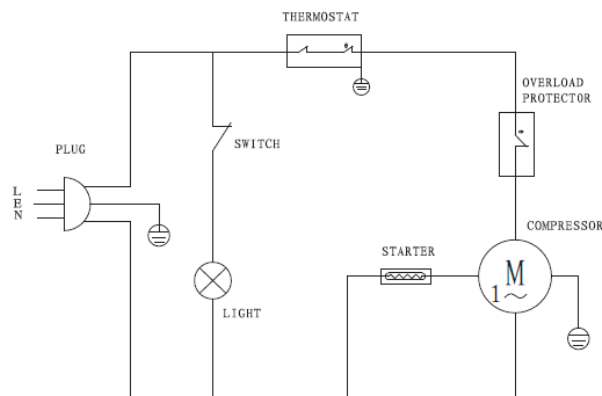 THERMOSTAT
OVERLOAD
PROTECTOR
PLUG
SWITCH
L
E
N
COMPRESSOR
STARTER
M
1～
LIGHT